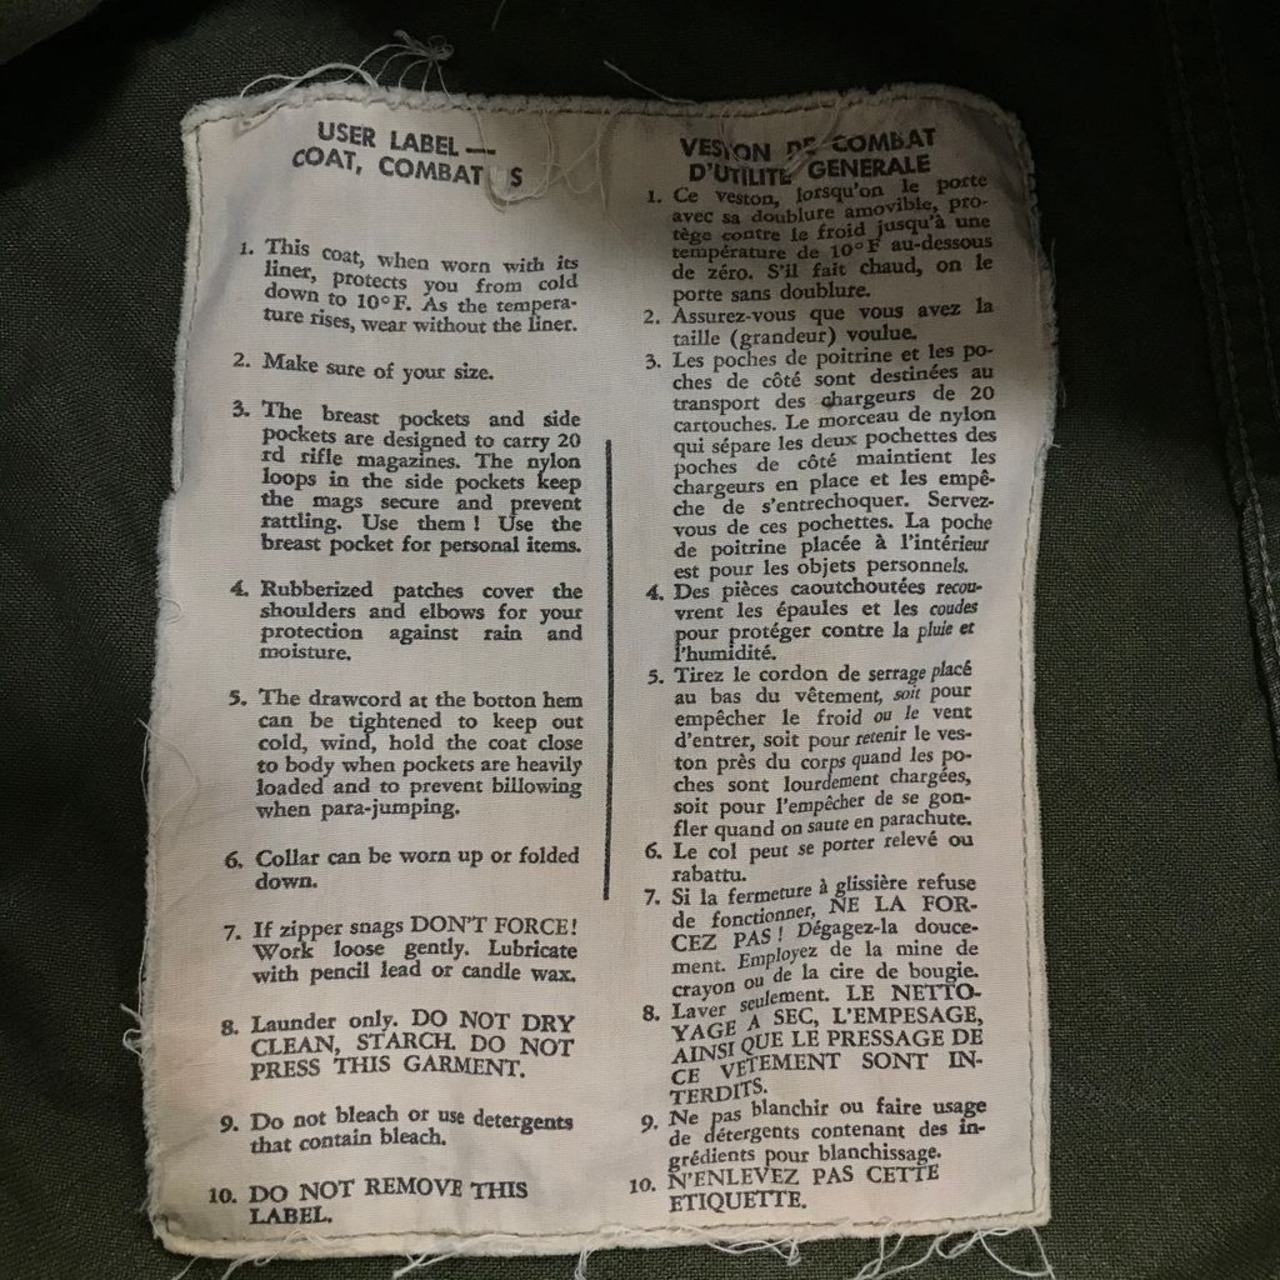 USER LABEL —
COAT, COMBAT S
1. This coat, when worn with its
liner, protects you from cold
down to 10°F. As the tempera-
ture rises, wear without the liner.
2. Make sure of your size.
3. The breast pockets and side
pockets are designed to carry 20
rd rifle magazines. The nylon
loops in the side pockets keep
the mags secure and prevent
rattling. Use them! Use the
breast pocket for personal items.
4. Rubberized patches cover the
shoulders and elbows for your
protection against rain and
moisture.
5. The drawcord at the botton hem
can be tightened to keep out
cold, wind, hold the coat close
to body when pockets are heavily
loaded and to prevent billowing
when para-jumping.
6. Collar can be worn up or folded
down.
7. If zipper snags DON'T FORCE!
Work loose gently. Lubricate
with pencil lead or candle wax.
8. Launder only. DO NOT DRY
CLEAN, STARCH. DO NOT
PRESS THIS GARMENT.
9. Do not bleach or use detergents
that contain bleach.
10. DO NOT REMOVE THIS
LABEL.
VESTON DE COMBAT
D'UTILITE GENERALE
1. Ce veston, lorsqu'on le porte
avec sa doublure amovible, pro-
tège contre le froid jusqu'à une
température de 10°F au-dessous
de zéro. S'il fait chaud, on le
porte sans doublure.
2. Assurez-vous que vous avez la
taille (grandeur) voulue.
3. Les poches de poitrine et les po-
ches de côté sont destinées au
transport des chargeurs de 20
cartouches. Le morceau de nylon
qui sépare les deux pochettes des
poches de côté maintient les
chargeurs en place et les empê-
che de s'entrechoquer. Servez-
vous de ces pochettes. La poche
de poitrine placée à l'intérieur
est pour les objets personnels.
4. Des pièces caoutchoutées recou-
vrent les épaules et les coudes
pour protéger contre la pluie et
l'humidité.
5. Tirez le cordon de serrage placé
au bas du vêtement, soit pour
empêcher le froid ou le vent
d'entrer, soit pour retenir le ves-
ton près du corps quand les po-
ches sont lourdement chargées,
soit pour l'empêcher de se gon-
fler quand on saute en parachute.
6. Le col peut se porter relevé ou
rabattu.
7. Si la fermeture à glissière refuse
de fonctionner, NE LA FOR-
CEZ PAS! Dégagez-la douce-
ment. Employez de la mine de
crayon ou de la cire de bougie.
8. Laver seulement. LE NETTO-
YAGE A SEC, L'EMPESAGE,
AINSI QUE LE PRESSAGE DE
CE VETEMENT SONT IN-
TERDITS.
9. Ne pas blanchir ou faire usage
de détergents contenant des in-
grédients pour blanchissage.
10. N'ENLEVEZ PAS CETTE
ETIQUETTE.